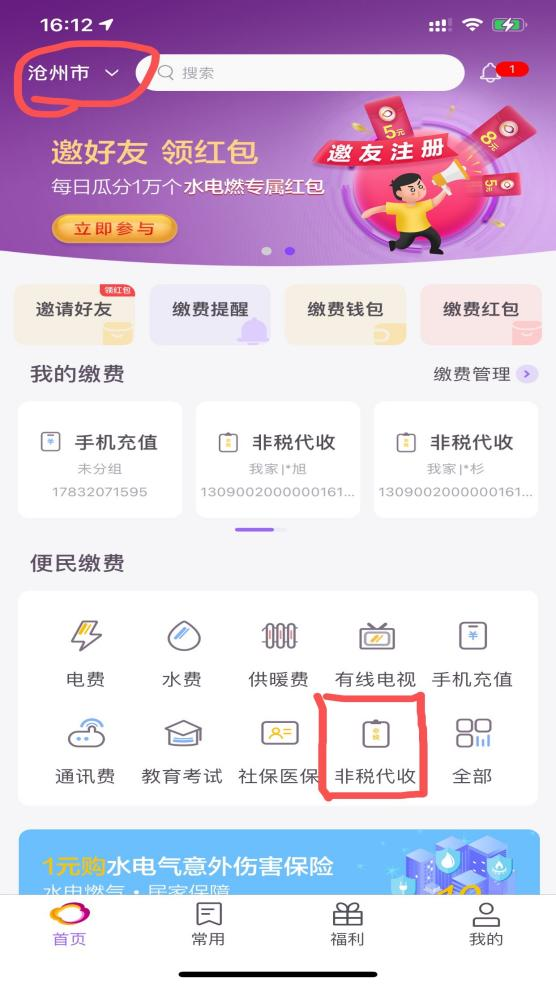 16:12
沧州市
搜索
1
邀好友 领红包
每日瓜分1万个水电燃专属红包
立即参与
邀友注册
5元
8元
5元
领红包
邀请好友
缴费提醒
缴费钱包
缴费红包
我的缴费
缴费管理
手机充值
未分组
17832071595
非税代收
我家|*旭
1309002000000161...
非税代收
我家|*杉
1309002000000161...
便民缴费
电费
水费
供暖费
有线电视
手机充值
通讯费
教育考试
社保医保
非税代收
全部
1元购水电气意外伤害保险
水电燃气·居家保障
首页
常用
福利
我的